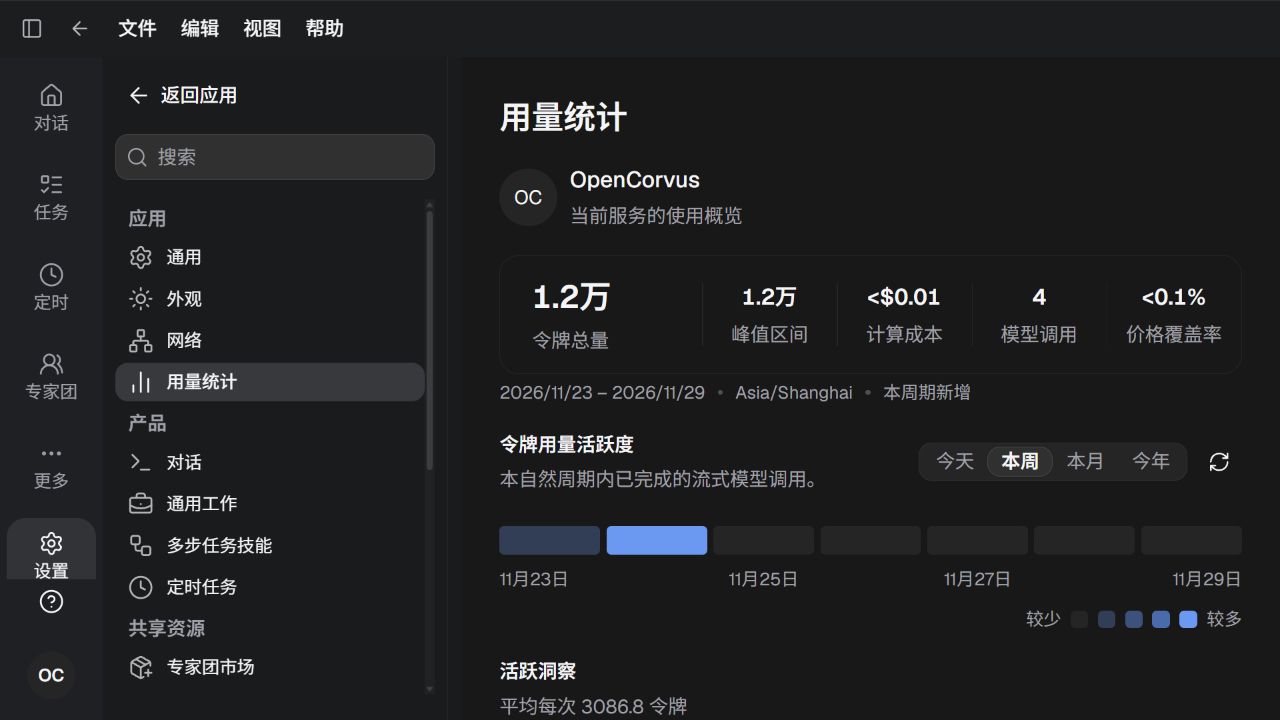 文件 编辑 视图 帮助
对话
任务
定时
专家团
更多
设置
OC
返回应用
搜索
应用
通用
外观
网络
用量统计
产品
对话
通用工作
多步任务技能
定时任务
共享资源
专家团市场
用量统计
OC
OpenCorvus
当前服务的使用概览
1.2万 1.2万 <$0.01 4 <0.1%
令牌总量 峰值区间 计算成本 模型调用 价格覆盖率
2026/11/23 – 2026/11/29 • Asia/Shanghai • 本周期新增
令牌用量活跃度
本自然周期内已完成的流式模型调用。
今天 本周 本月 今年
11月23日 11月25日 11月27日 11月29日
较少 较多
活跃洞察
平均每次 3086.8 令牌